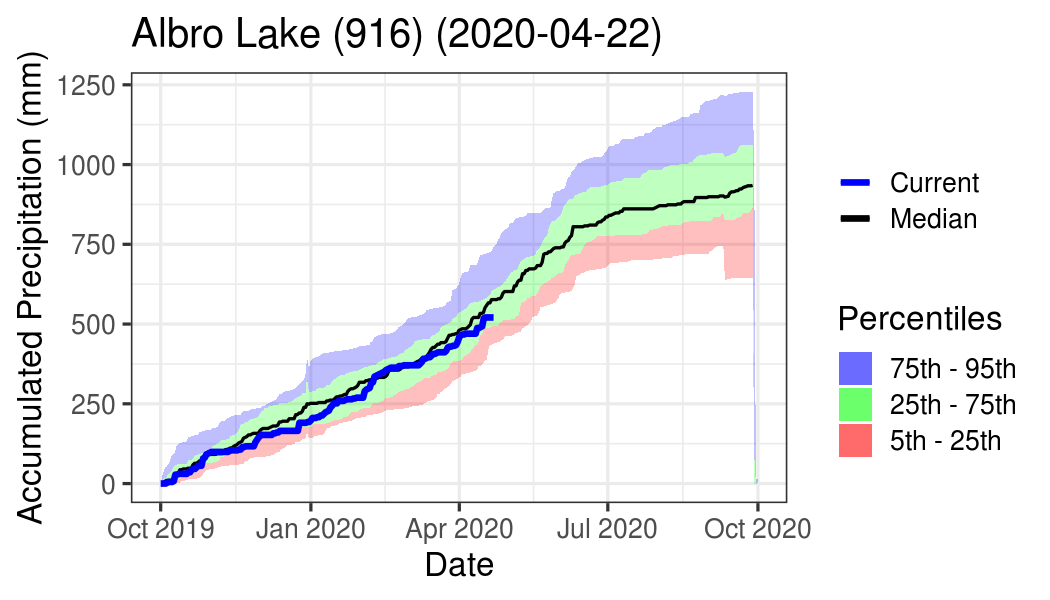 Albro Lake (916) (2020-04-22)
Accumulated Precipitation (mm)
1250
1000
750
500
250
0
Oct 2019
Jan 2020
Apr 2020
Jul 2020
Oct 2020
Date
Current
Median
Percentiles
75th - 95th
25th - 75th
5th - 25th